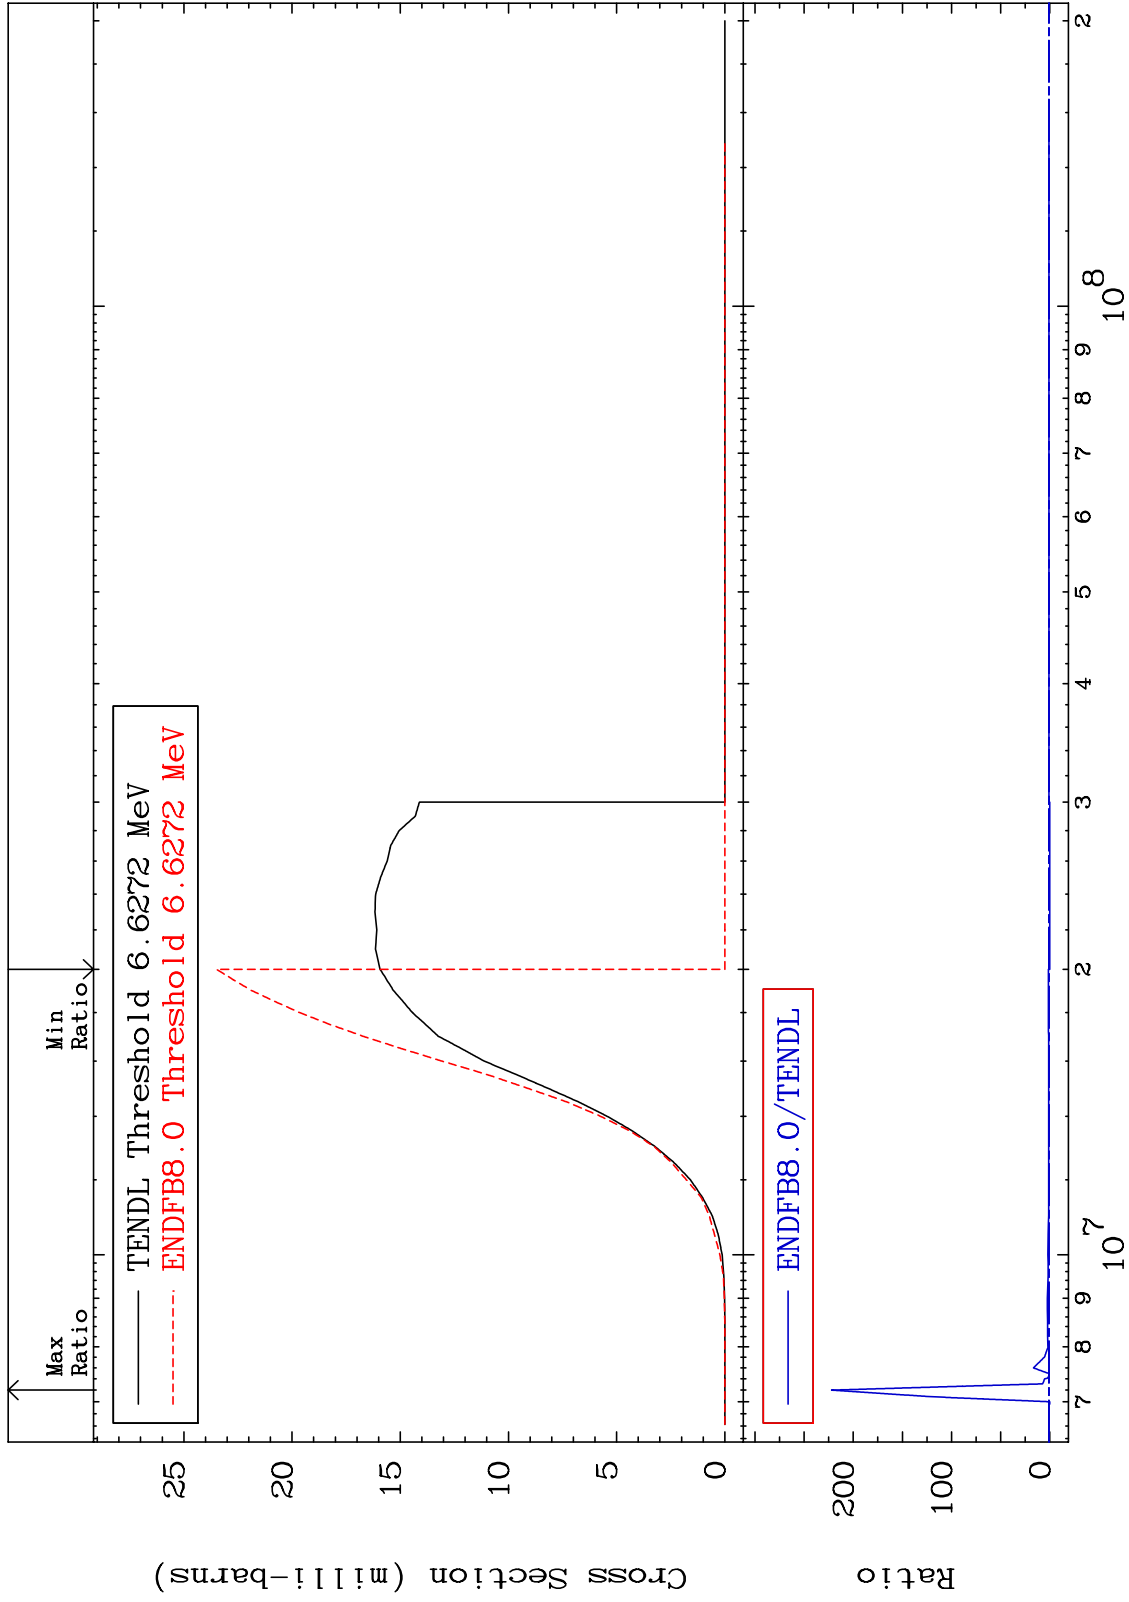 Max
Ratio
Min
Ratio
TENDL Threshold 6.6272 MeV
ENDFB8.0 Threshold 6.6272 MeV
Cross Section (milli-barns)
25
20
15
10
5
0
ENDFB8.0/TENDL
Ratio
200
100
0
7 8 9 10^7 2 3 4 5 6 7 8 9 10^8 2